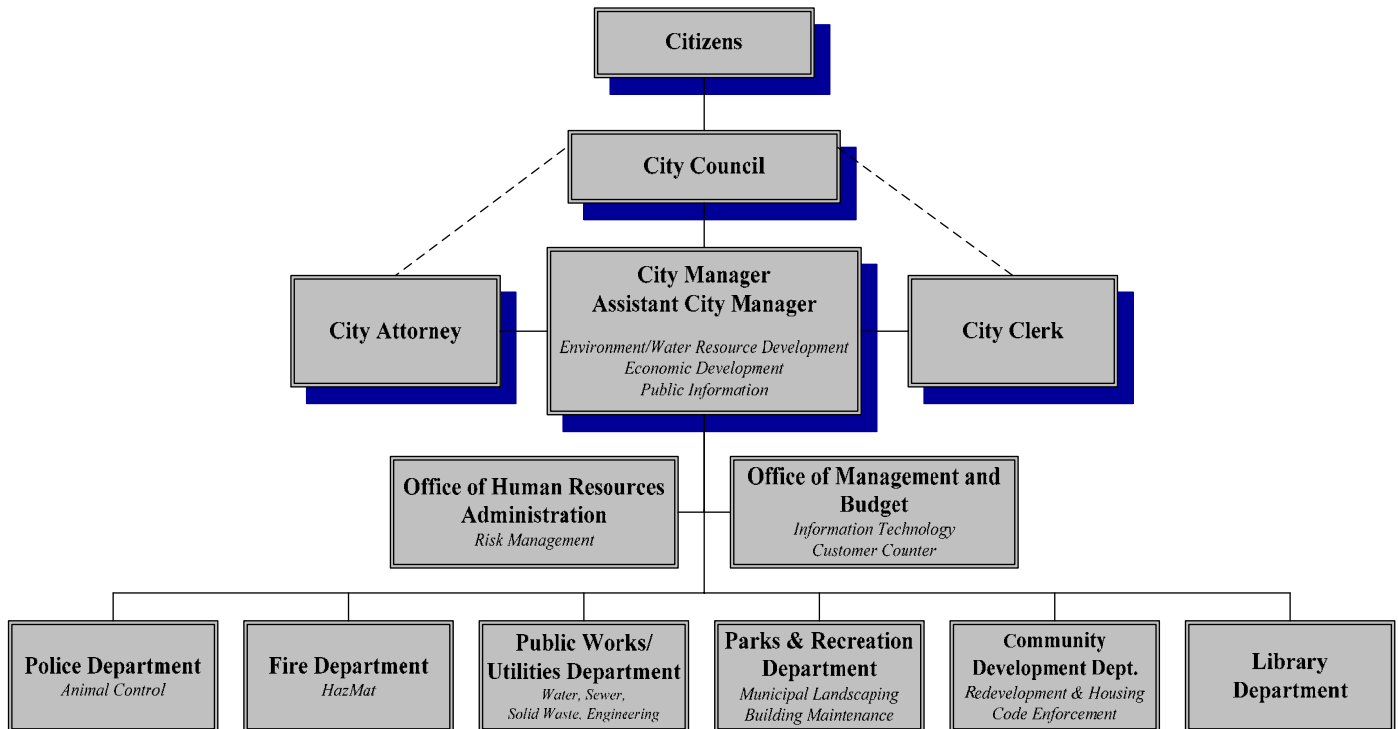 Citizens
City Council
City Manager
Assistant City Manager
Environment/Water Resource Development
Economic Development
Public Information
City Attorney
City Clerk
Office of Human Resources
Administration
Risk Management
Office of Management and
Budget
Information Technology
Customer Counter
Police Department
Animal Control
Fire Department
HazMat
Public Works/
Utilities Department
Water, Sewer,
Solid Waste, Engineering
Parks & Recreation
Department
Municipal Landscaping
Building Maintenance
Community
Development Dept.
Redevelopment & Housing
Code Enforcement
Library
Department